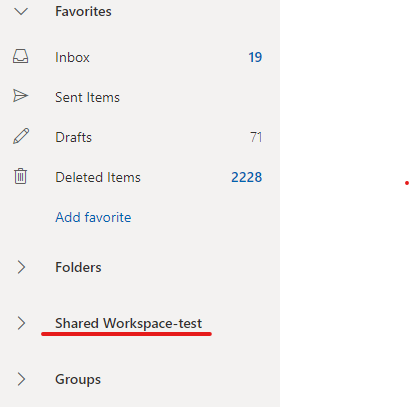 Favorites
Inbox 19
Sent Items
Drafts 71
Deleted Items 2228
Add favorite
Folders
Shared Workspace-test
Groups